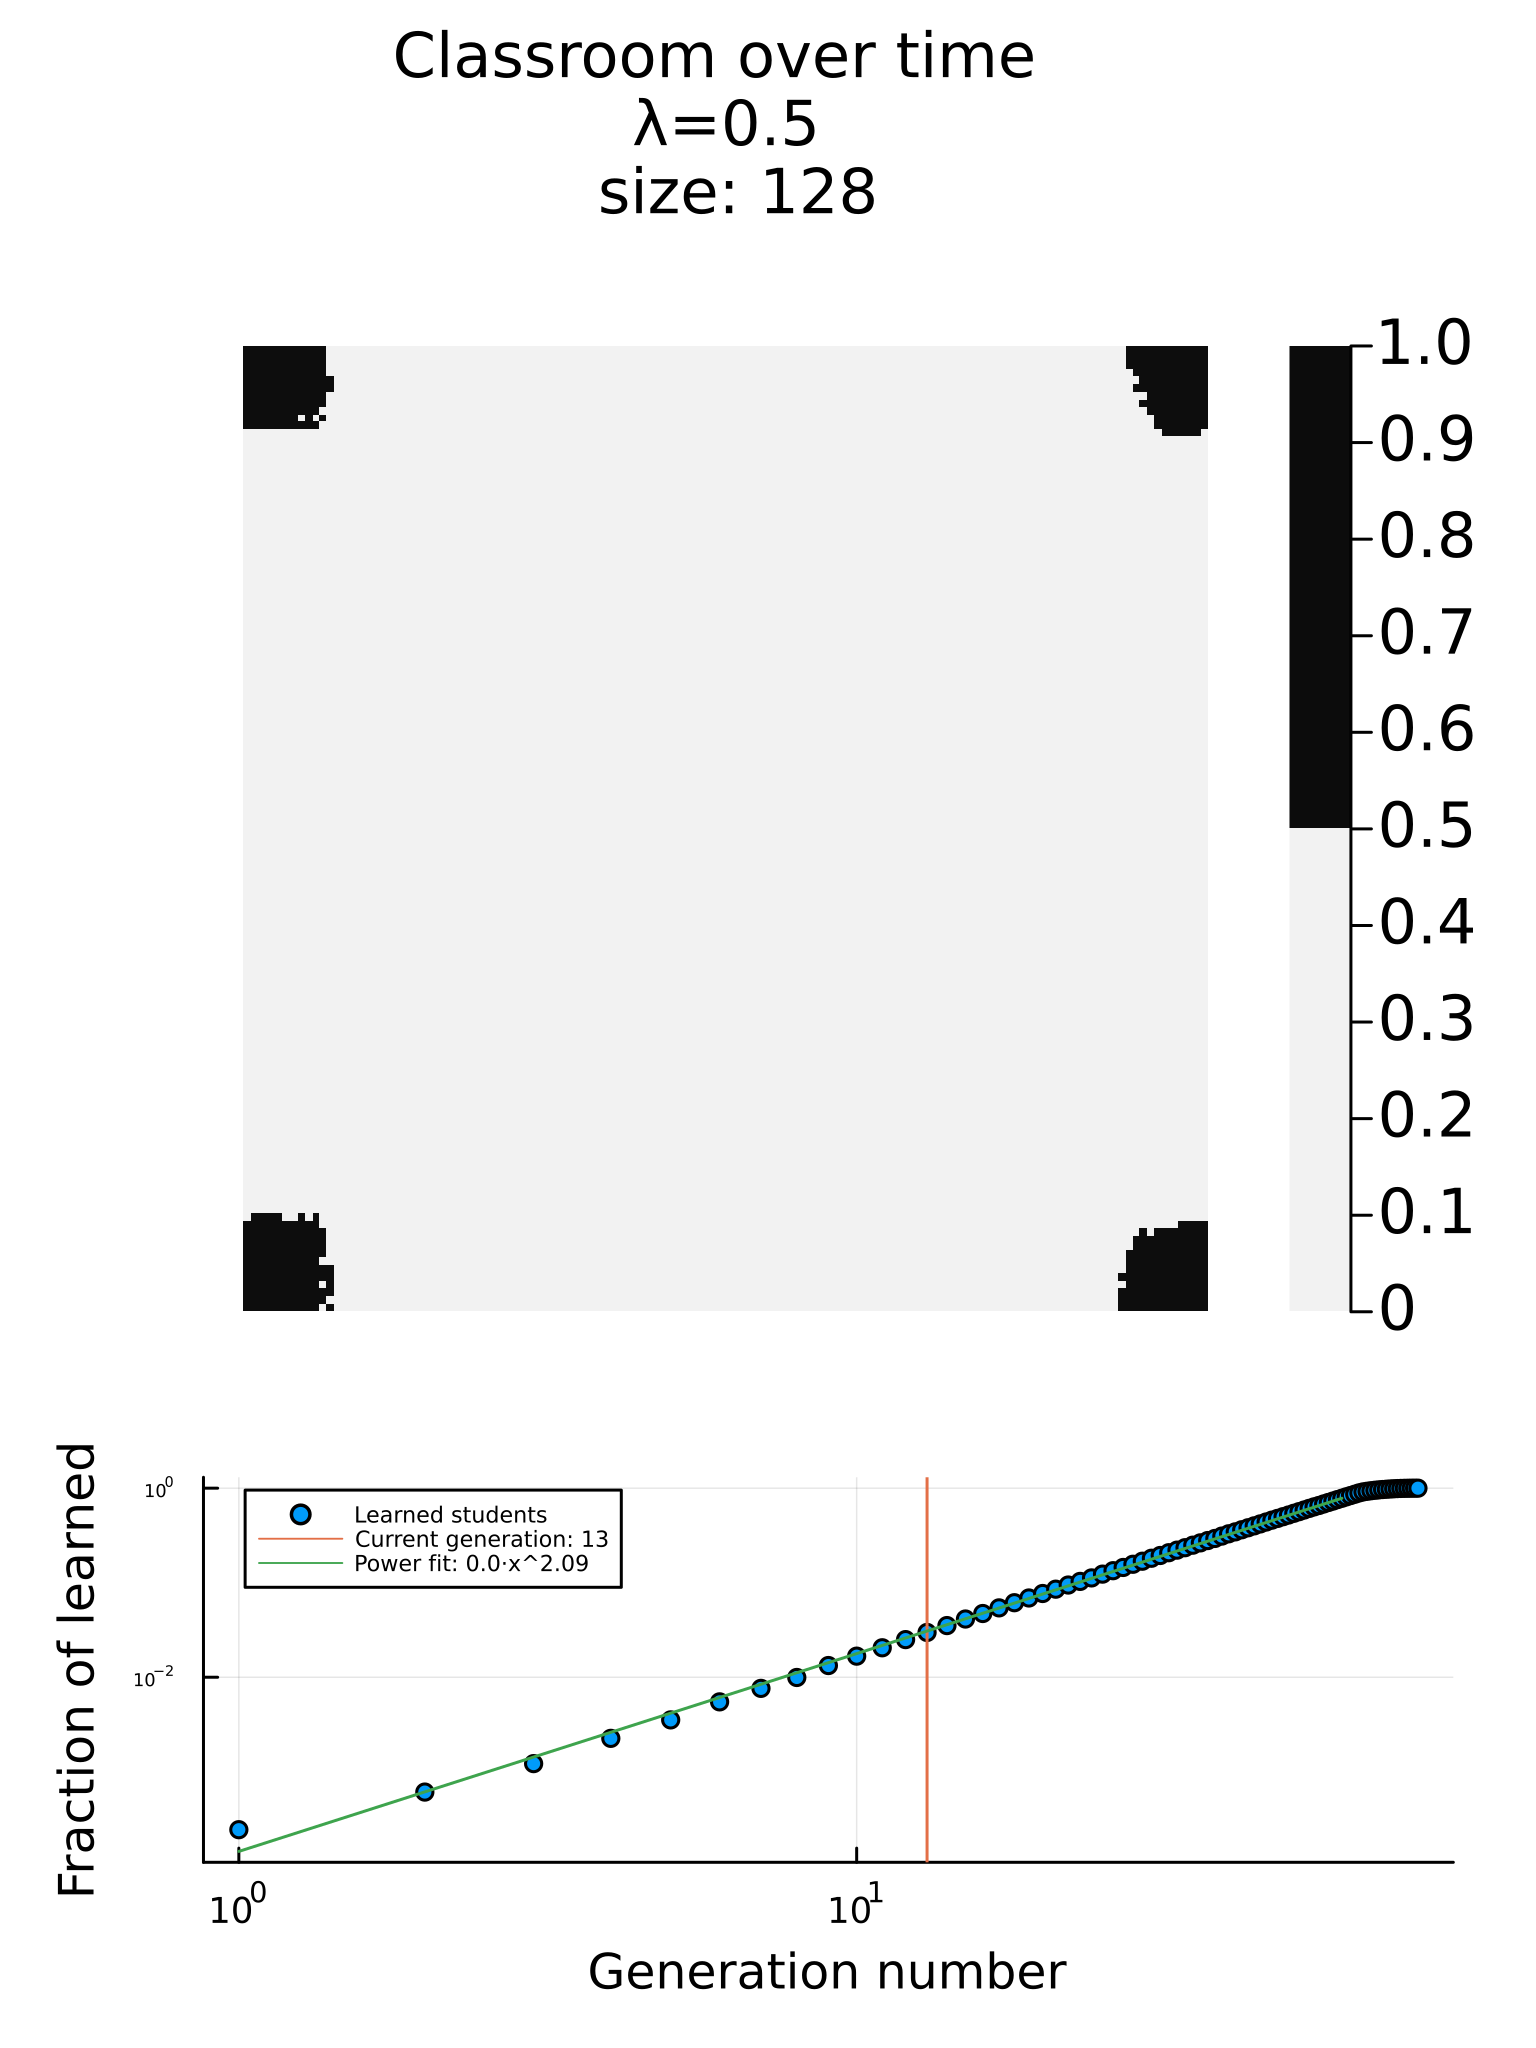 Classroom over time
λ=0.5
size: 128
1.0
0.9
0.8
0.7
0.6
0.5
0.4
0.3
0.2
0.1
0
Fraction of learned
10^0
10^−2
Learned students
Current generation: 13
Power fit: 0.0·x^2.09
10^0
10^1
Generation number